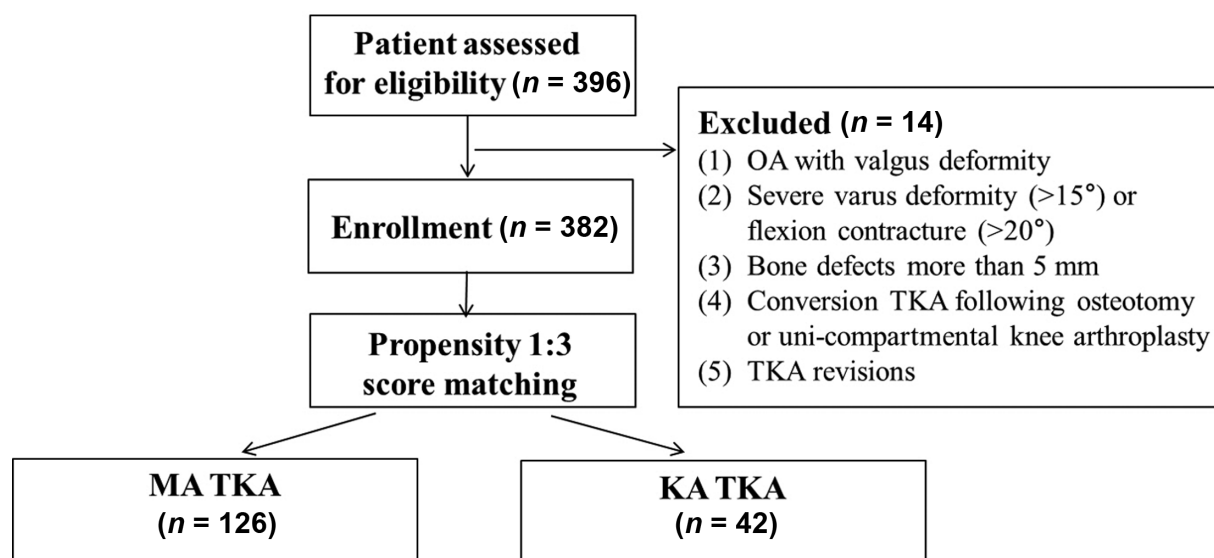 Patient assessed
for eligibility (n = 396)
Excluded (n = 14)
(1) OA with valgus deformity
(2) Severe varus deformity (>15°) or
flexion contracture (>20°)
(3) Bone defects more than 5 mm
(4) Conversion TKA following osteotomy
or uni-compartmental knee arthroplasty
(5) TKA revisions
Enrollment (n = 382)
Propensity 1:3
score matching
MA TKA
(n = 126)
KA TKA
(n = 42)